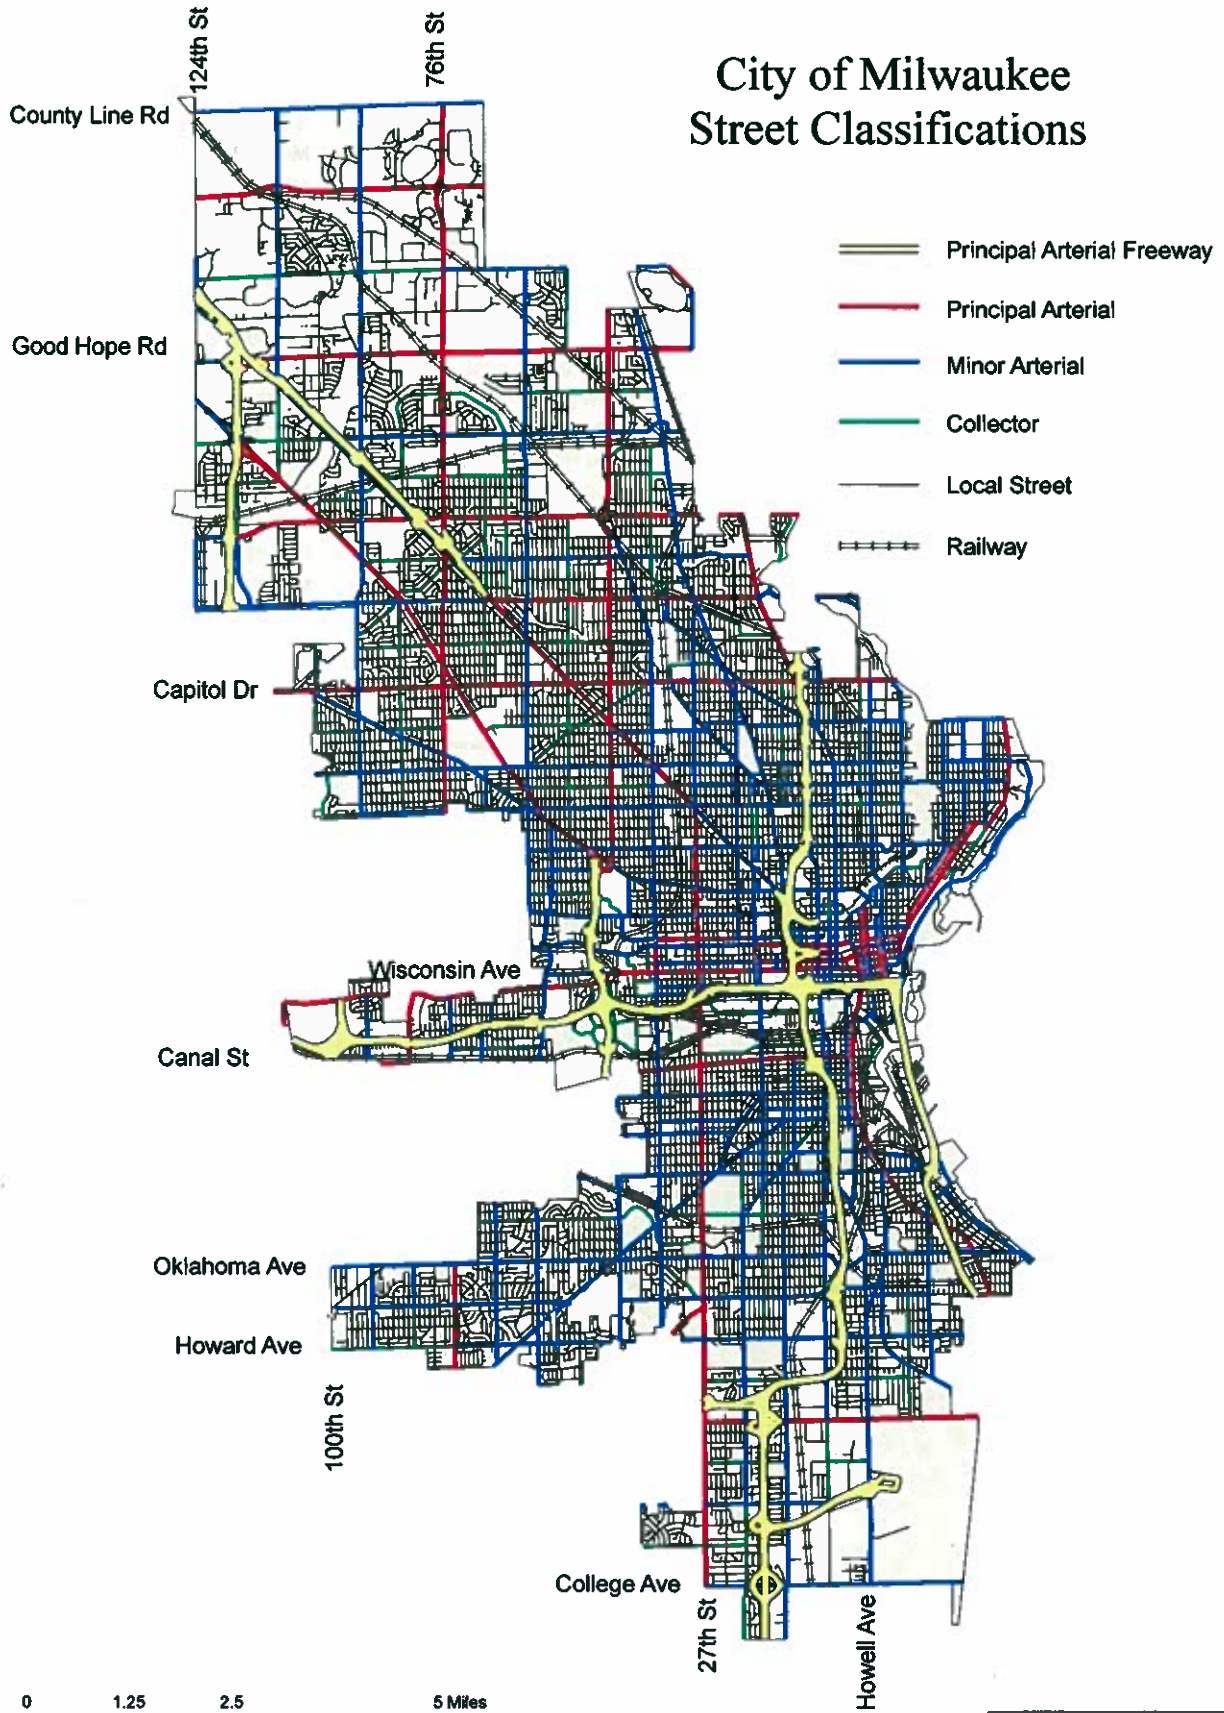 City of Milwaukee
Street Classifications
124th St
76th St
County Line Rd
Principal Arterial Freeway
Principal Arterial
Good Hope Rd
Minor Arterial
Collector
Local Street
Railway
Capitol Dr
Wisconsin Ave
Canal St
Oklahoma Ave
Howard Ave
100th St
College Ave
27th St
Howell Ave
0 1.25 2.5 5 Miles